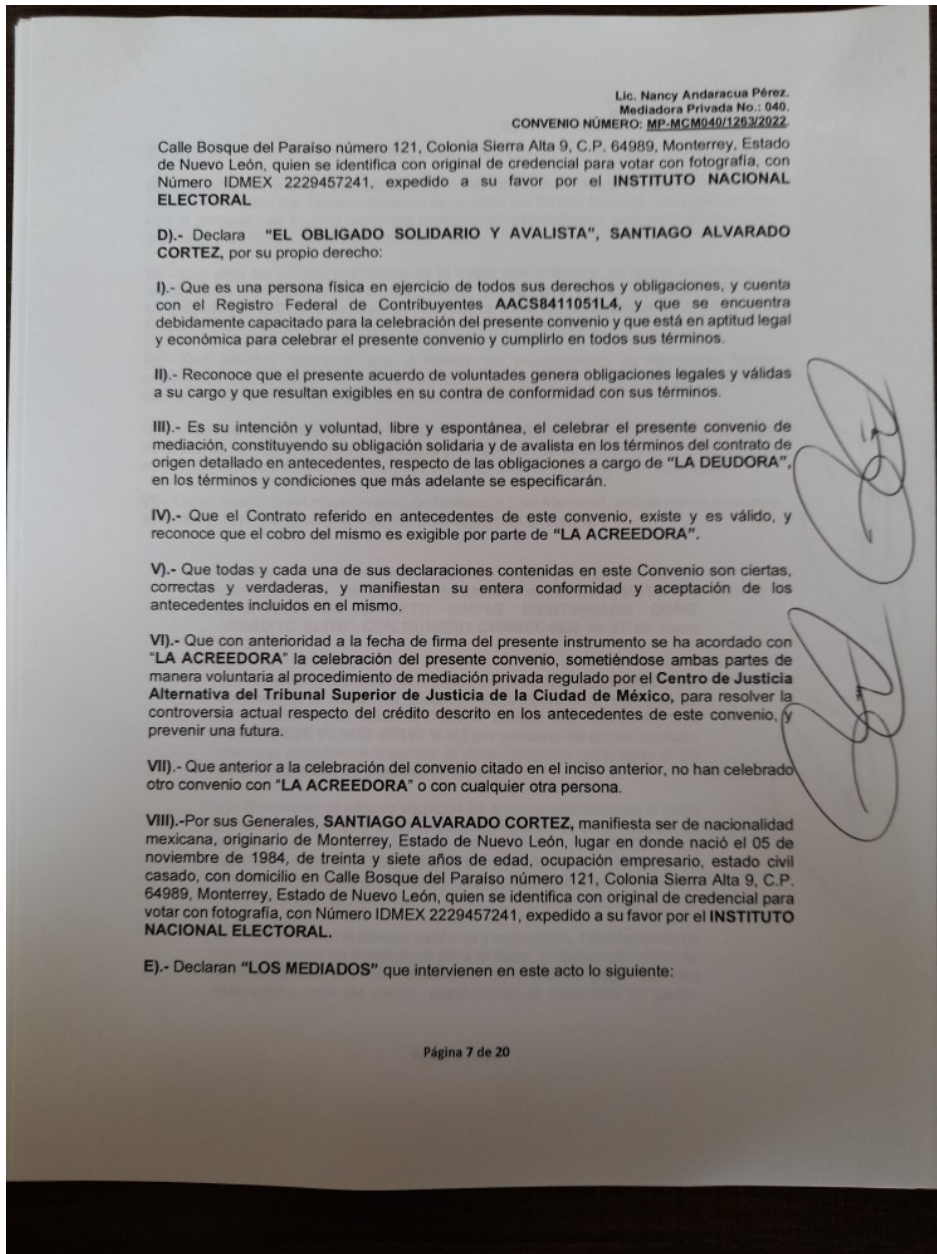 Lic. Nancy Andaracua Pérez.
Mediadora Privada No.: 040.
CONVENIO NÚMERO: MP-MCM040/1263/2022.
Calle Bosque del Paraíso número 121, Colonia Sierra Alta 9, C.P. 64989, Monterrey, Estado
de Nuevo León, quien se identifica con original de credencial para votar con fotografía, con
Número IDMEX 2229457241, expedido a su favor por el INSTITUTO NACIONAL
ELECTORAL
D).- Declara “EL OBLIGADO SOLIDARIO Y AVALISTA”, SANTIAGO ALVARADO
CORTEZ, por su propio derecho:
I).- Que es una persona física en ejercicio de todos sus derechos y obligaciones, y cuenta
con el Registro Federal de Contribuyentes AACS8411051L4, y que se encuentra
debidamente capacitado para la celebración del presente convenio y que está en aptitud legal
y económica para celebrar el presente convenio y cumplirlo en todos sus términos.
II).- Reconoce que el presente acuerdo de voluntades genera obligaciones legales y válidas
a su cargo y que resultan exigibles en su contra de conformidad con sus términos.
III).- Es su intención y voluntad, libre y espontánea, el celebrar el presente convenio de
mediación, constituyendo su obligación solidaria y de avalista en los términos del contrato de
origen detallado en antecedentes, respecto de las obligaciones a cargo de “LA DEUDORA”,
en los términos y condiciones que más adelante se especificarán.
IV).- Que el Contrato referido en antecedentes de este convenio, existe y es válido, y
reconoce que el cobro del mismo es exigible por parte de “LA ACREEDORA”.
V).- Que todas y cada una de sus declaraciones contenidas en este Convenio son ciertas,
correctas y verdaderas, y manifiestan su entera conformidad y aceptación de los
antecedentes incluidos en el mismo.
VI).- Que con anterioridad a la fecha de firma del presente instrumento se ha acordado con
“LA ACREEDORA” la celebración del presente convenio, sometiéndose ambas partes de
manera voluntaria al procedimiento de mediación privada regulado por el Centro de Justicia
Alternativa del Tribunal Superior de Justicia de la Ciudad de México, para resolver la
controversia actual respecto del crédito descrito en los antecedentes de este convenio, y
prevenir una futura.
VII).- Que anterior a la celebración del convenio citado en el inciso anterior, no han celebrado
otro convenio con “LA ACREEDORA” o con cualquier otra persona.
VIII).-Por sus Generales, SANTIAGO ALVARADO CORTEZ, manifiesta ser de nacionalidad
mexicana, originario de Monterrey, Estado de Nuevo León, lugar en donde nació el 05 de
noviembre de 1984, de treinta y siete años de edad, ocupación empresario, estado civil
casado, con domicilio en Calle Bosque del Paraíso número 121, Colonia Sierra Alta 9, C.P.
64989, Monterrey, Estado de Nuevo León, quien se identifica con original de credencial para
votar con fotografía, con Número IDMEX 2229457241, expedido a su favor por el INSTITUTO
NACIONAL ELECTORAL.
E).- Declaran “LOS MEDIADOS” que intervienen en este acto lo siguiente:
Página 7 de 20